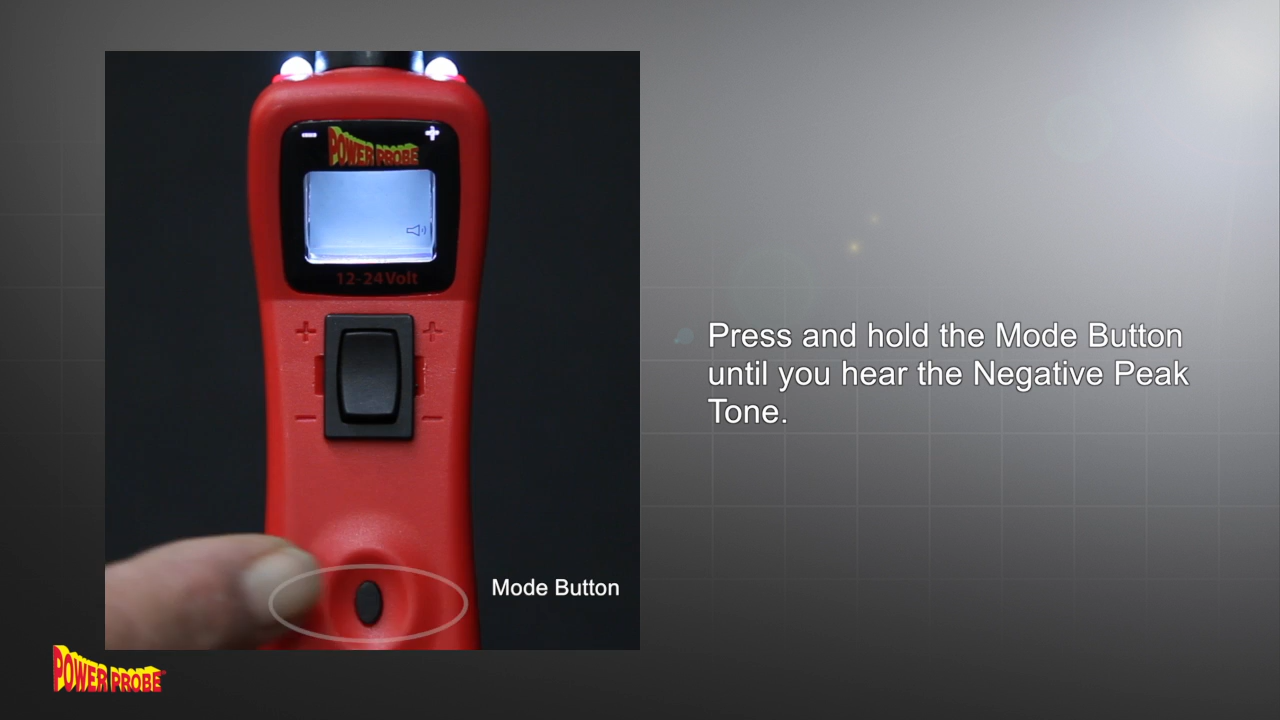 POWER PROBE
12-24Volt
Mode Button
Press and hold the Mode Button
until you hear the Negative Peak
Tone.
POWER PROBE